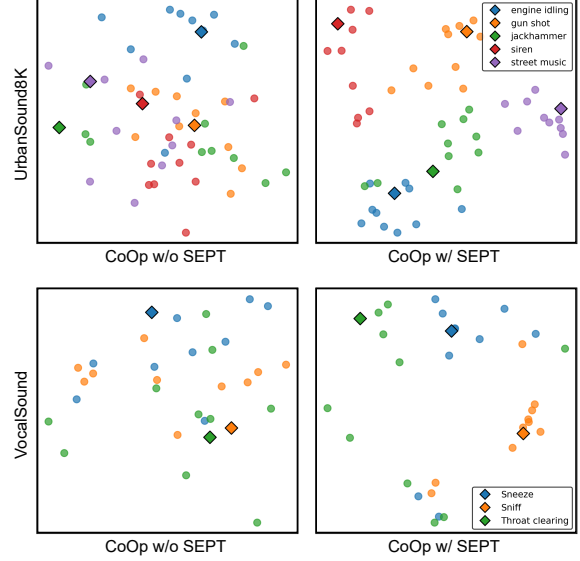 UrbanSound8K
engine idling
gun shot
jackhammer
siren
street music
CoOp w/o SEPT
CoOp w/ SEPT
VocalSound
Sneeze
Sniff
Throat clearing
CoOp w/o SEPT
CoOp w/ SEPT